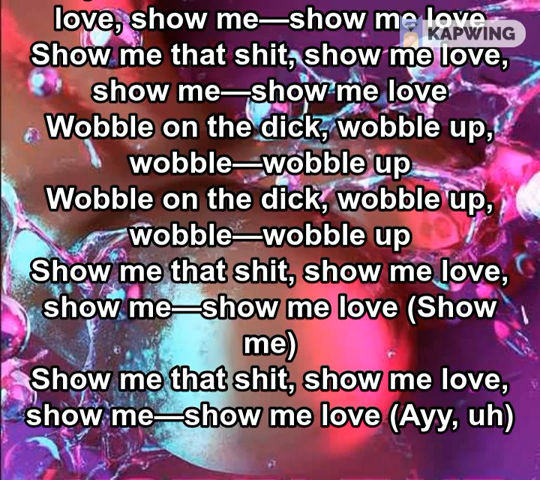 love, show me—show me love
KAPWING
Show me that shit, show me love,
show me—show me love
Wobble on the dick, wobble up,
wobble—wobble up
Wobble on the dick, wobble up,
wobble—wobble up
Show me that shit, show me love,
show me—show me love (Show
me)
Show me that shit, show me love,
show me—show me love (Ayy, uh)